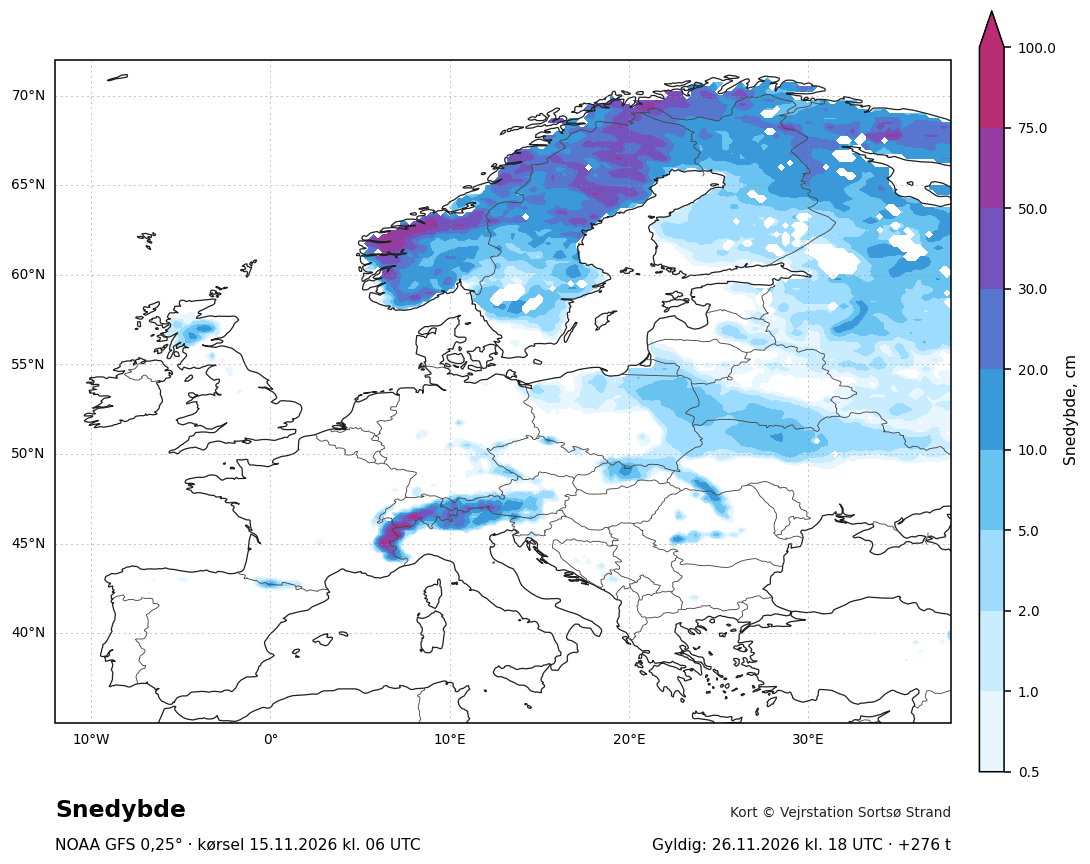 100.0
75.0
50.0
30.0
20.0
10.0
5.0
2.0
1.0
0.5
Snedybde, cm
70°N
65°N
60°N
55°N
50°N
45°N
40°N
10°W
0°
10°E
20°E
30°E
Snedybde
Kort © Vejrstation Sortsø Strand
NOAA GFS 0,25° · kørsel 15.11.2026 kl. 06 UTC
Gyldig: 26.11.2026 kl. 18 UTC · +276 t